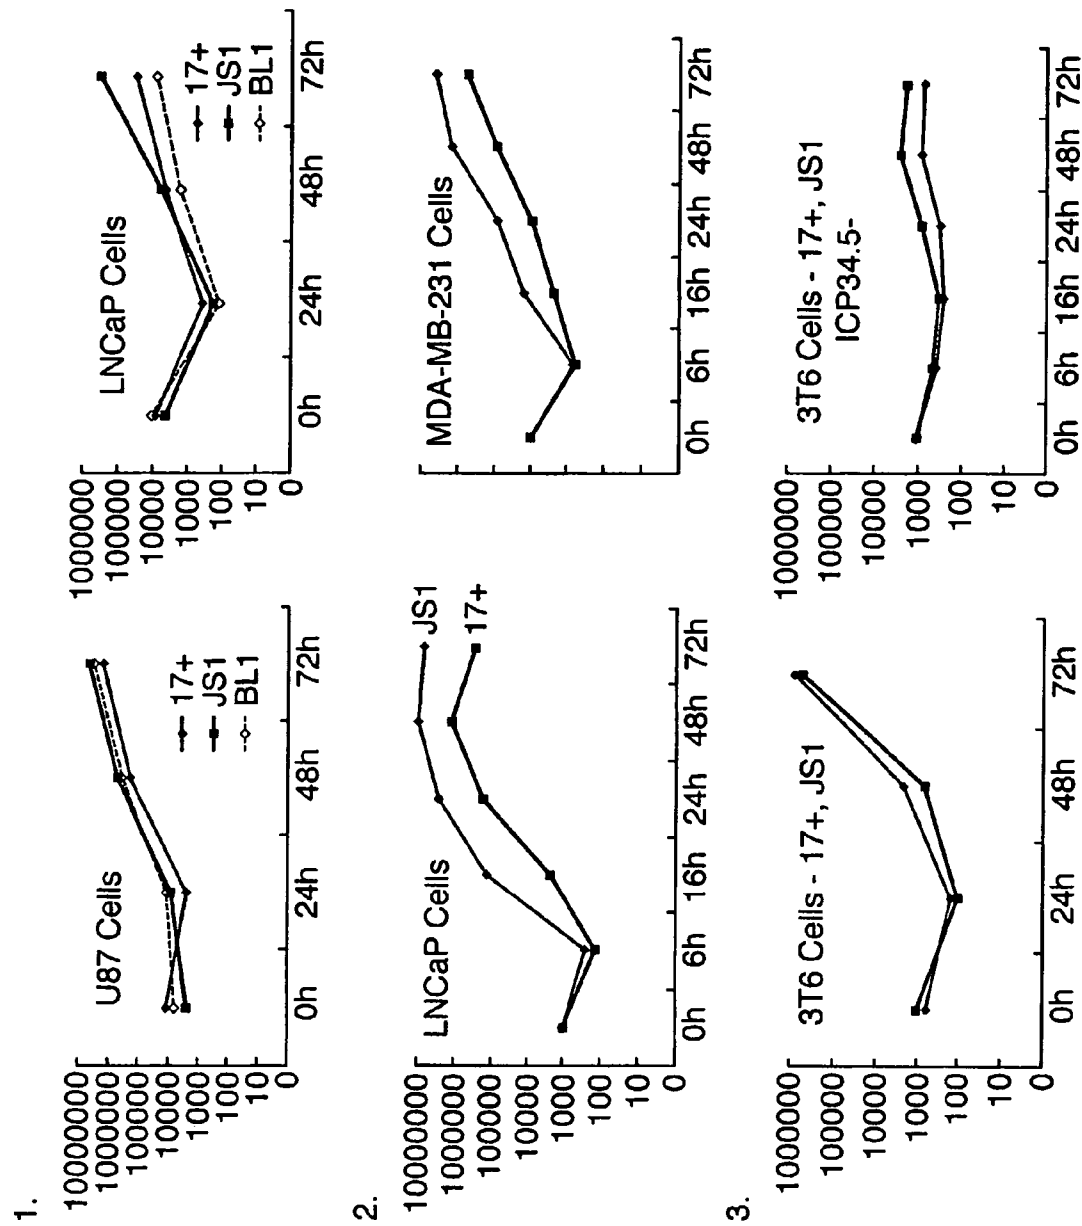 1.
U87 Cells
10000000
1000000
100000
10000
1000
100
10
0
0h 24h 48h 72h
17+
JS1
BL1
LNCaP Cells
1000000
100000
10000
1000
100
10
0
0h 24h 48h 72h
17+
JS1
BL1
2.
LNCaP Cells
10000000
1000000
100000
10000
1000
100
10
0
0h 6h 16h 24h 48h 72h
JS1
17+
MDA-MB-231 Cells
0h 6h 16h 24h 48h 72h
3.
3T6 Cells - 17+, JS1
1000000
100000
10000
1000
100
10
0
0h 24h 48h 72h
3T6 Cells - 17+, JS1
ICP34.5-
1000000
100000
10000
1000
100
10
0
0h 6h 16h 24h 48h 72h